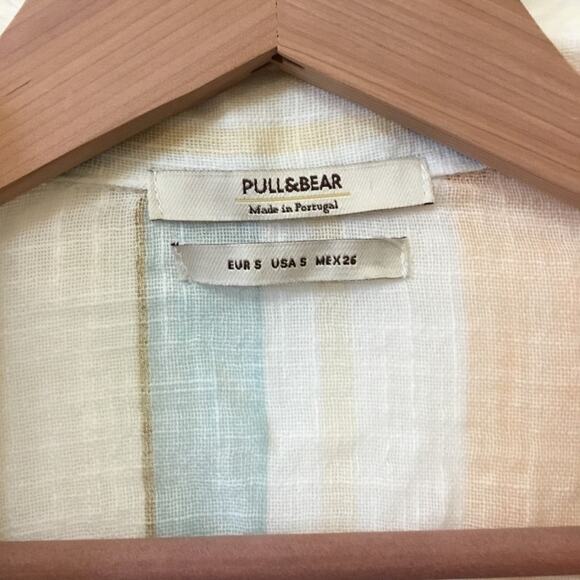 PULL&BEAR
Made in Portugal
EUR S USA S MEX 26